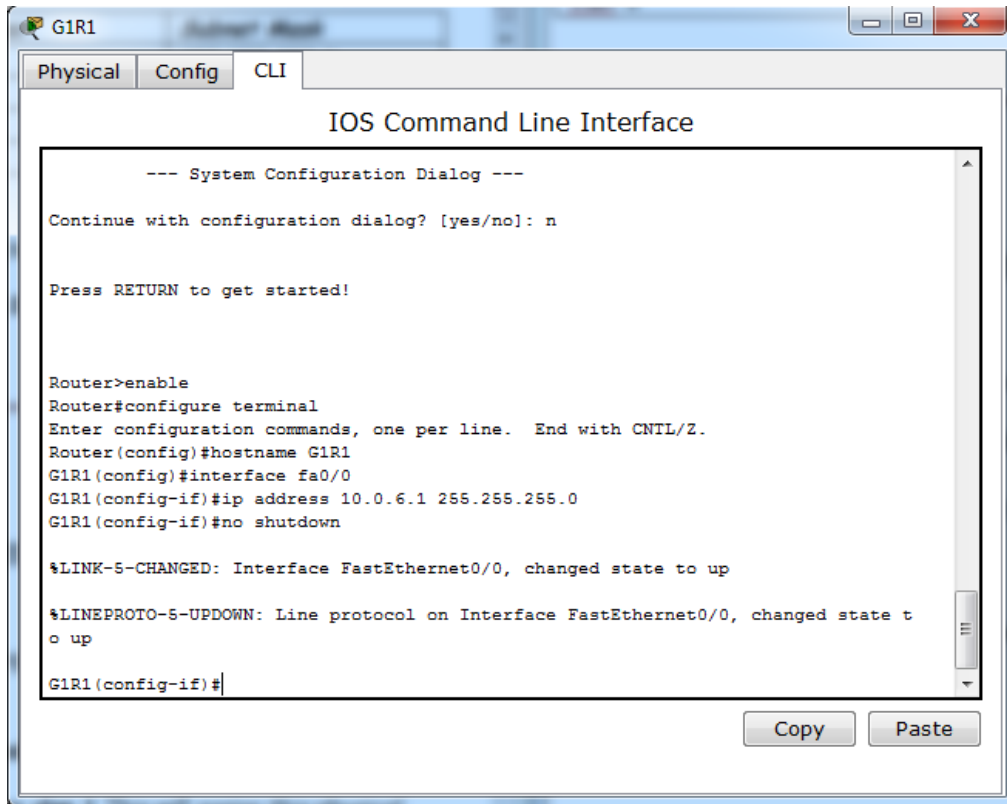 G1R1
Physical Config CLI
IOS Command Line Interface
--- System Configuration Dialog ---
Continue with configuration dialog? [yes/no]: n
Press RETURN to get started!
Router>enable
Router#configure terminal
Enter configuration commands, one per line.  End with CNTL/Z.
Router(config)#hostname G1R1
G1R1(config)#interface fa0/0
G1R1(config-if)#ip address 10.0.6.1 255.255.255.0
G1R1(config-if)#no shutdown
%LINK-5-CHANGED: Interface FastEthernet0/0, changed state to up
%LINEPROTO-5-UPDOWN: Line protocol on Interface FastEthernet0/0, changed state t
o up
G1R1(config-if)#
Copy Paste